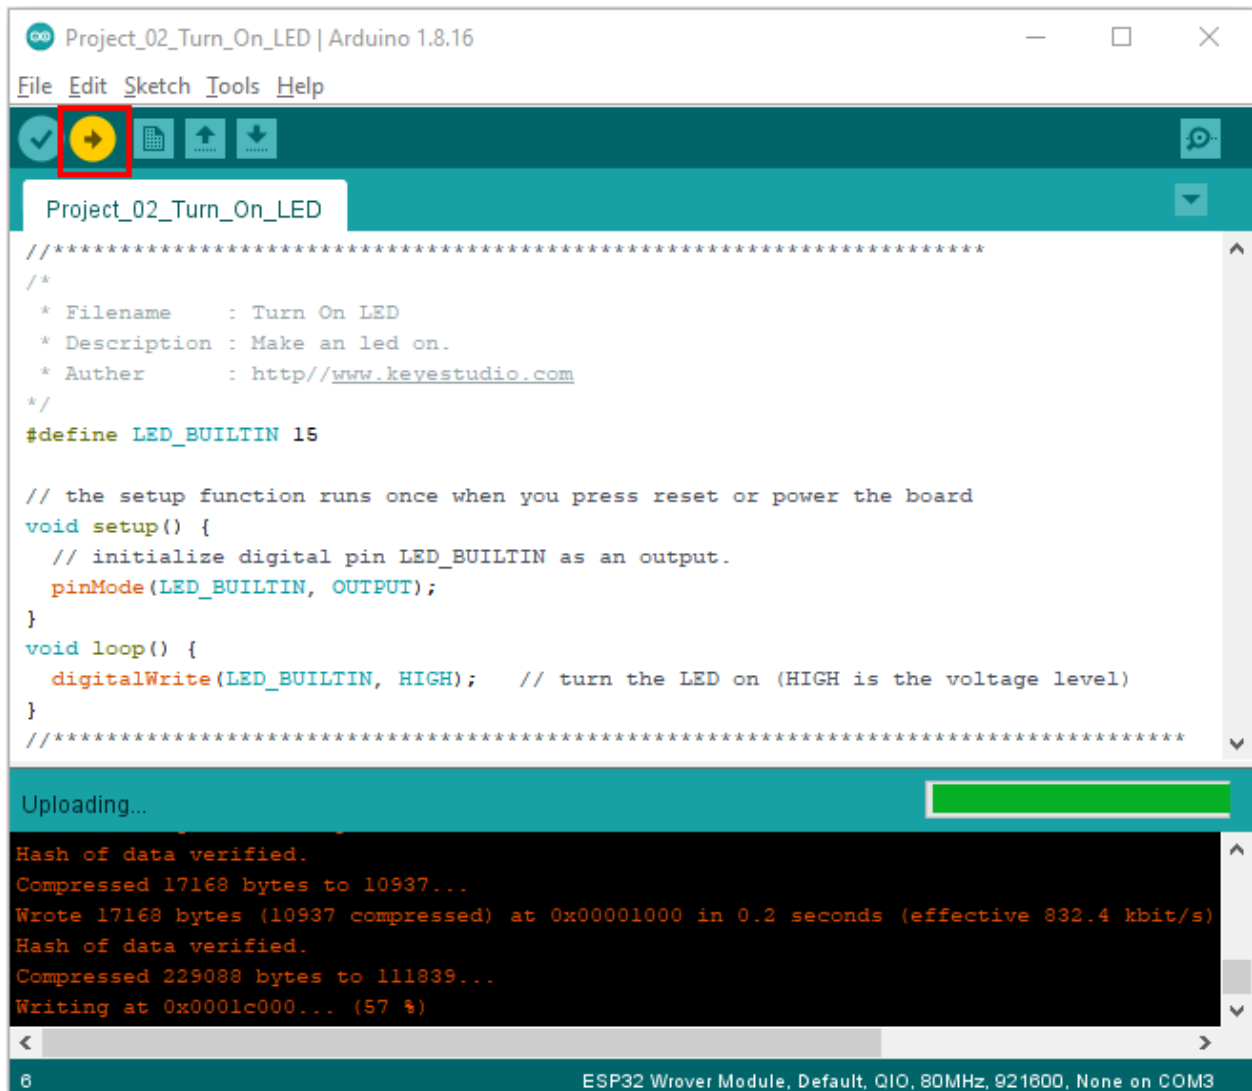 Project_02_Turn_On_LED | Arduino 1.8.16
File Edit Sketch Tools Help
Project_02_Turn_On_LED
//**********************************************************************
/*
 * Filename    : Turn On LED
 * Description : Make an led on.
 * Auther      : http//www.keyestudio.com
*/
#define LED_BUILTIN 15
// the setup function runs once when you press reset or power the board
void setup() {
  // initialize digital pin LED_BUILTIN as an output.
  pinMode(LED_BUILTIN, OUTPUT);
}
void loop() {
  digitalWrite(LED_BUILTIN, HIGH);   // turn the LED on (HIGH is the voltage level)
}
//*************************************************************************************
Uploading...
Hash of data verified.
Compressed 17168 bytes to 10937...
Wrote 17168 bytes (10937 compressed) at 0x00001000 in 0.2 seconds (effective 832.4 kbit/s)
Hash of data verified.
Compressed 229088 bytes to 111839...
Writing at 0x0001c000... (57 %)
6
ESP32 Wrover Module, Default, QIO, 80MHz, 921600, None on COM3